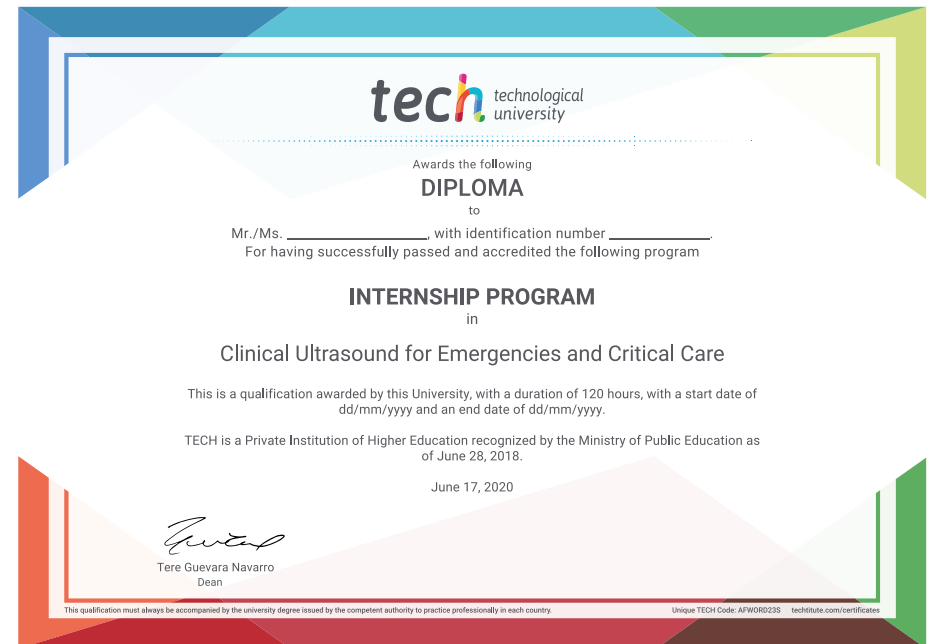 tech technological
university
Awards the following
DIPLOMA
to
Mr./Ms. ____________________, with identification number ______________.
For having successfully passed and accredited the following program
INTERNSHIP PROGRAM
in
Clinical Ultrasound for Emergencies and Critical Care
This is a qualification awarded by this University, with a duration of 120 hours, with a start date of
dd/mm/yyyy and an end date of dd/mm/yyyy.
TECH is a Private Institution of Higher Education recognized by the Ministry of Public Education as
of June 28, 2018.
June 17, 2020
Tere Guevara Navarro
Dean
This qualification must always be accompanied by the university degree issued by the competent authority to practice professionally in each country.
Unique TECH Code: AFWORD23S techtitute.com/certificates